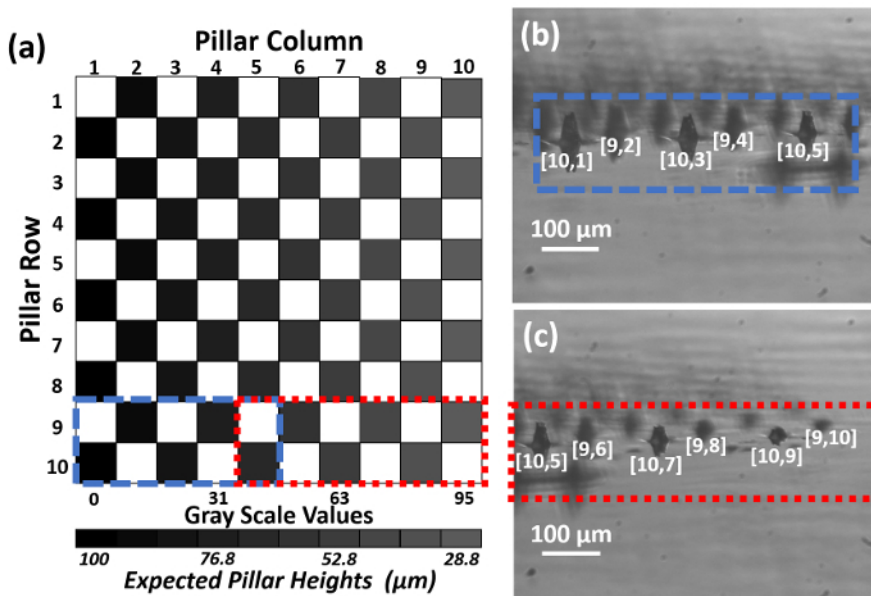 (a)
Pillar Column
1 2 3 4 5 6 7 8 9 10
Pillar Row
1
2
3
4
5
6
7
8
9
10
0 31 63 95
Gray Scale Values
100 76.8 52.8 28.8
Expected Pillar Heights (μm)
(b)
[10,1] [9,2] [10,3] [9,4] [10,5]
100 μm
(c)
[10,5] [9,6] [10,7] [9,8] [10,9] [9,10]
100 μm